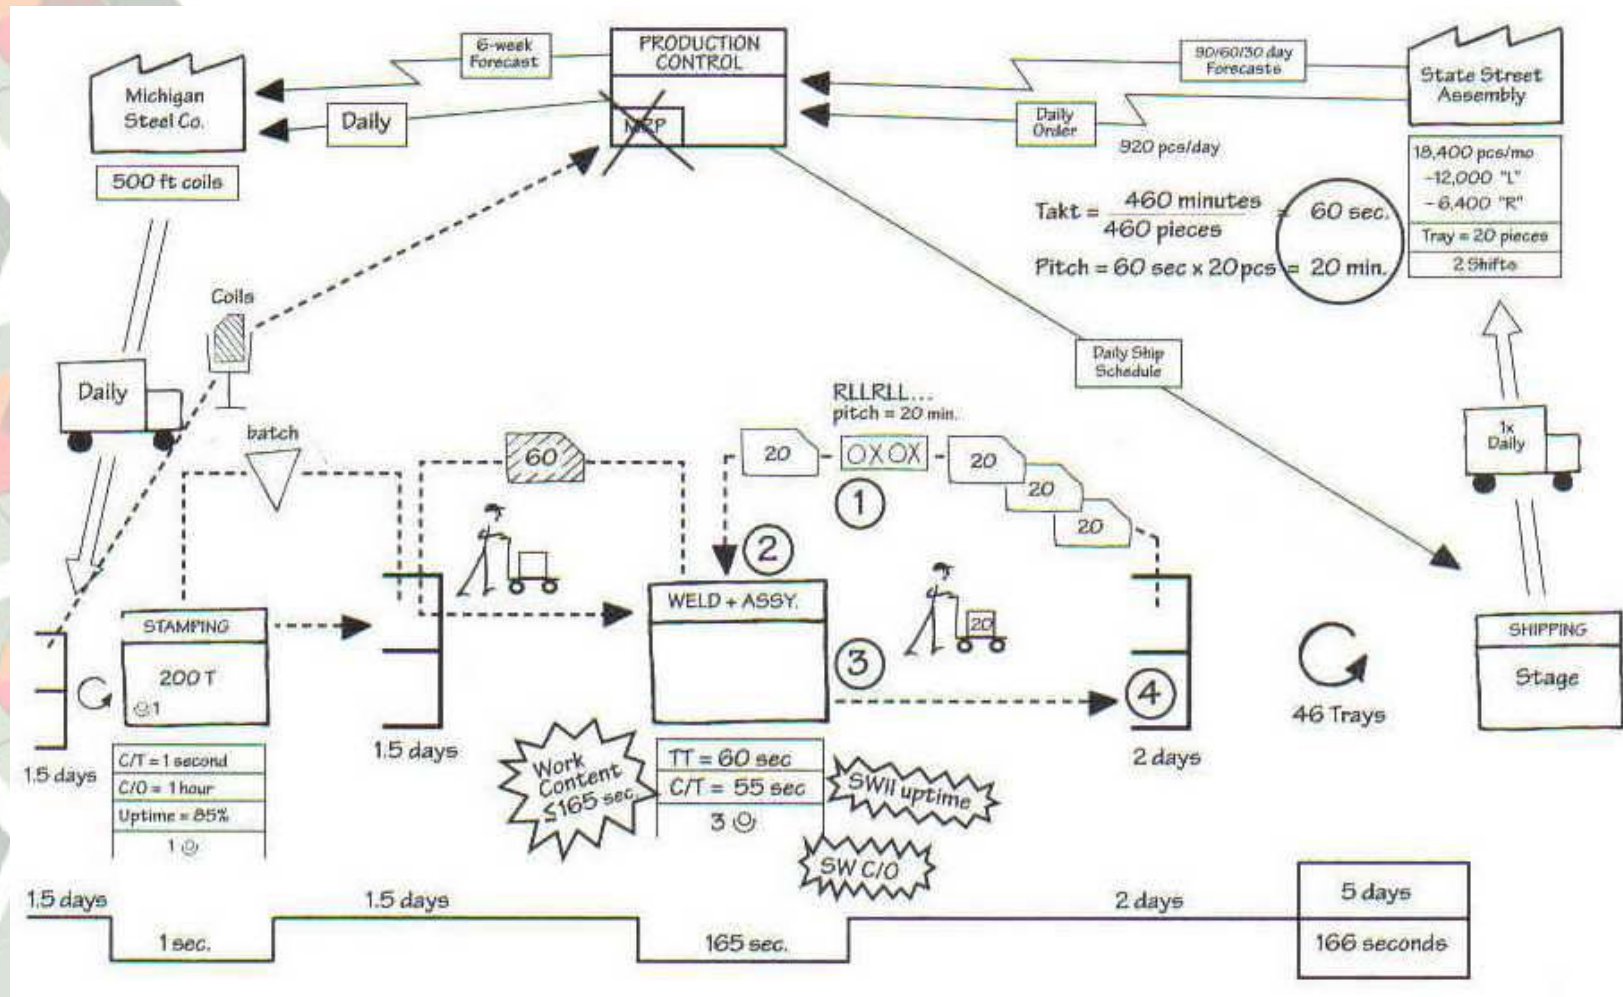 6-week
Forecast
PRODUCTION
CONTROL
MRP
90/60/30 day
Forecasts
State Street
Assembly
Michigan
Steel Co.
Daily
Daily
Order
920 pcs/day
500 ft coils
18,400 pcs/mo
-12,000 "L"
-6,400 "R"
Tray = 20 pieces
2 Shifts
Takt = 460 minutes = 60 sec.
460 pieces
Pitch = 60 sec x 20 pcs = 20 min.
Coils
Daily
Daily Ship
Schedule
1x
Daily
RLLRLL...
pitch = 20 min.
batch
60
20
OXOX
20
20
20
1
2
STAMPING
200 T
1
WELD + ASSY.
20
3
4
SHIPPING
Stage
46 Trays
1.5 days
1.5 days
2 days
C/T = 1 second
C/O = 1 hour
Uptime = 85%
1
Work
Content
≤165 sec.
TT = 60 sec
C/T = 55 sec
3
SWII uptime
SW C/O
1.5 days
1 sec.
1.5 days
165 sec.
2 days
5 days
166 seconds